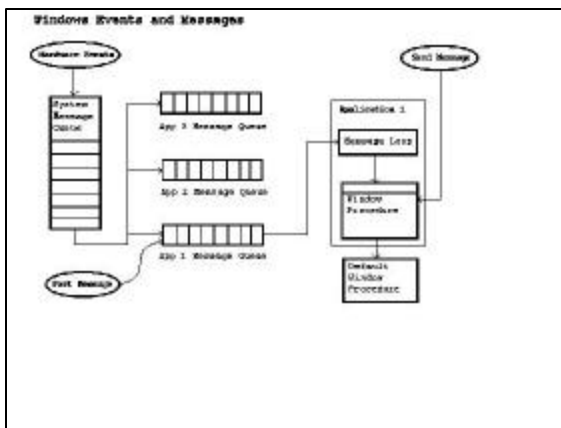 Windows Events and Messages
Hardware Events
Send Message
System
Message
Queue
App 3 Message Queue
App 2 Message Queue
App 1 Message Queue
Post Message
Application 1
Message Loop
Window
Procedure
Default
Window
Procedure